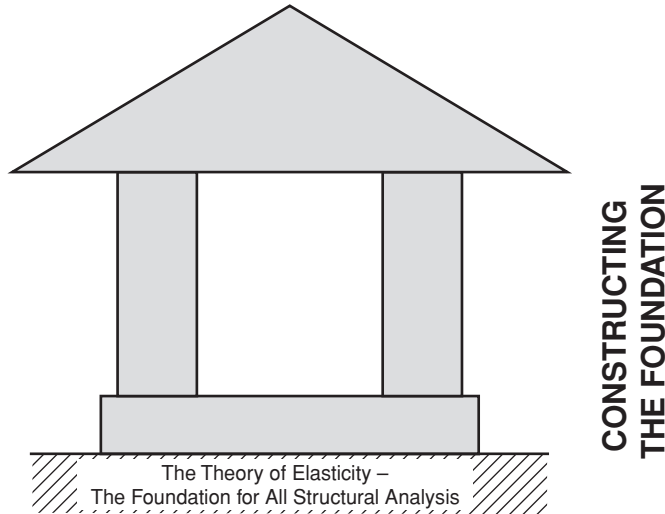 CONSTRUCTING
THE FOUNDATION
The Theory of Elasticity –
The Foundation for All Structural Analysis